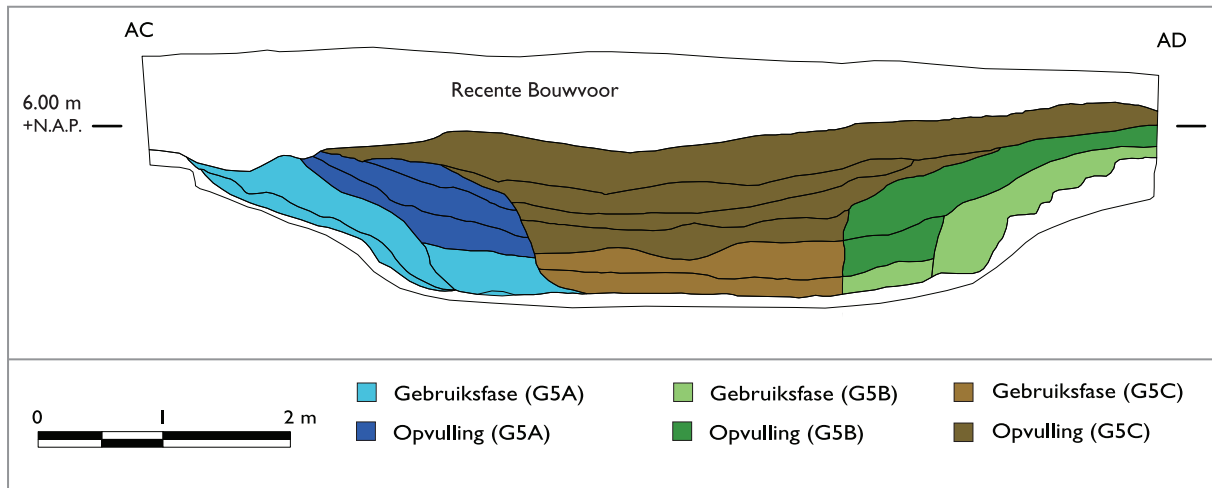 AC
AD
Recente Bouwvoor
6.00 m
+N.A.P.
0 1 2 m
Gebruiksfase (G5A)
Gebruiksfase (G5B)
Gebruiksfase (G5C)
Opvulling (G5A)
Opvulling (G5B)
Opvulling (G5C)